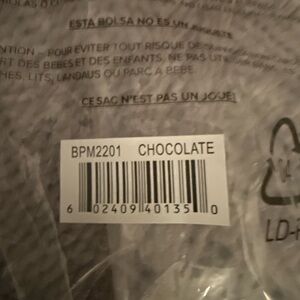 ESTA BOLSA NO ES UN JUGUETE
POUR EVITER TOUT RISQUE DE
DES BEBES ET DES ENFANTS, NE PAS
LITS, LANDAUS OU PARC A BEBE.
CE SAC N'EST PAS UN JOUET
BPM2201 CHOCOLATE
6 02409 40135 0